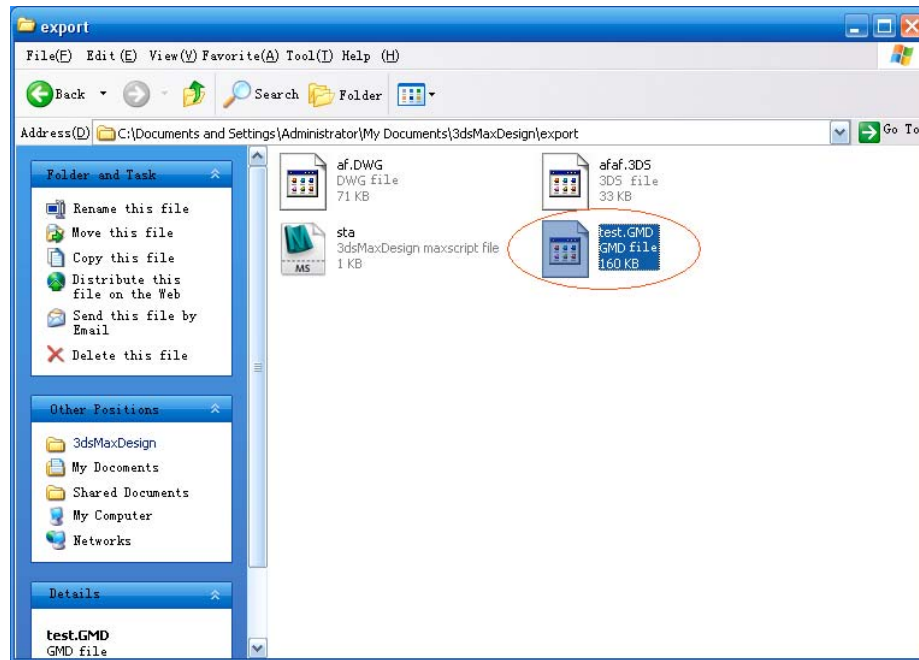 export
File(F) Edit (E) View(V) Favorite(A) Tool(T) Help (H)
Back Search Folder
Address(D) C:\Documents and Settings\Administrator\My Documents\3dsMaxDesign\export Go To
Folder and Task
Rename this file
Move this file
Copy this file
Distribute this
file on the Web
Send this file by
Email
Delete this file
Other Positions
3dsMaxDesign
My Docoments
Shared Documents
My Computer
Networks
Details
test.GMD
GMD file
af.DWG
DWG file
71 KB
afaf.3DS
3DS file
33 KB
sta
3dsMaxDesign maxscript file
1 KB
MS
test.GMD
GMD file
160 KB